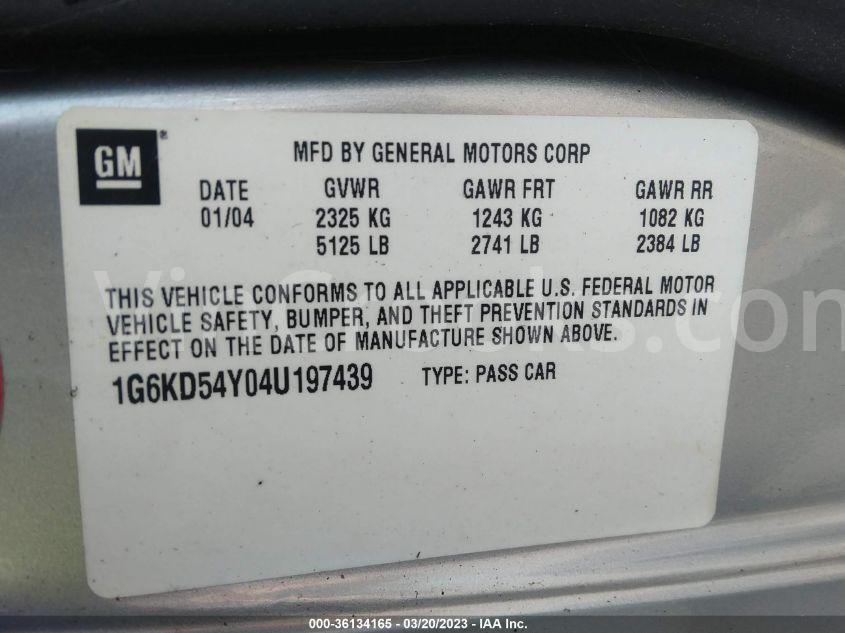 GM®
MFD BY GENERAL MOTORS CORP
DATE GVWR GAWR FRT GAWR RR
01/04 2325 KG 1243 KG 1082 KG
5125 LB 2741 LB 2384 LB
THIS VEHICLE CONFORMS TO ALL APPLICABLE U.S. FEDERAL MOTOR
VEHICLE SAFETY, BUMPER, AND THEFT PREVENTION STANDARDS IN
EFFECT ON THE DATE OF MANUFACTURE SHOWN ABOVE.
1G6KD54Y04U197439 TYPE: PASS CAR
000-36134165 - 03/20/2023 - IAA Inc.